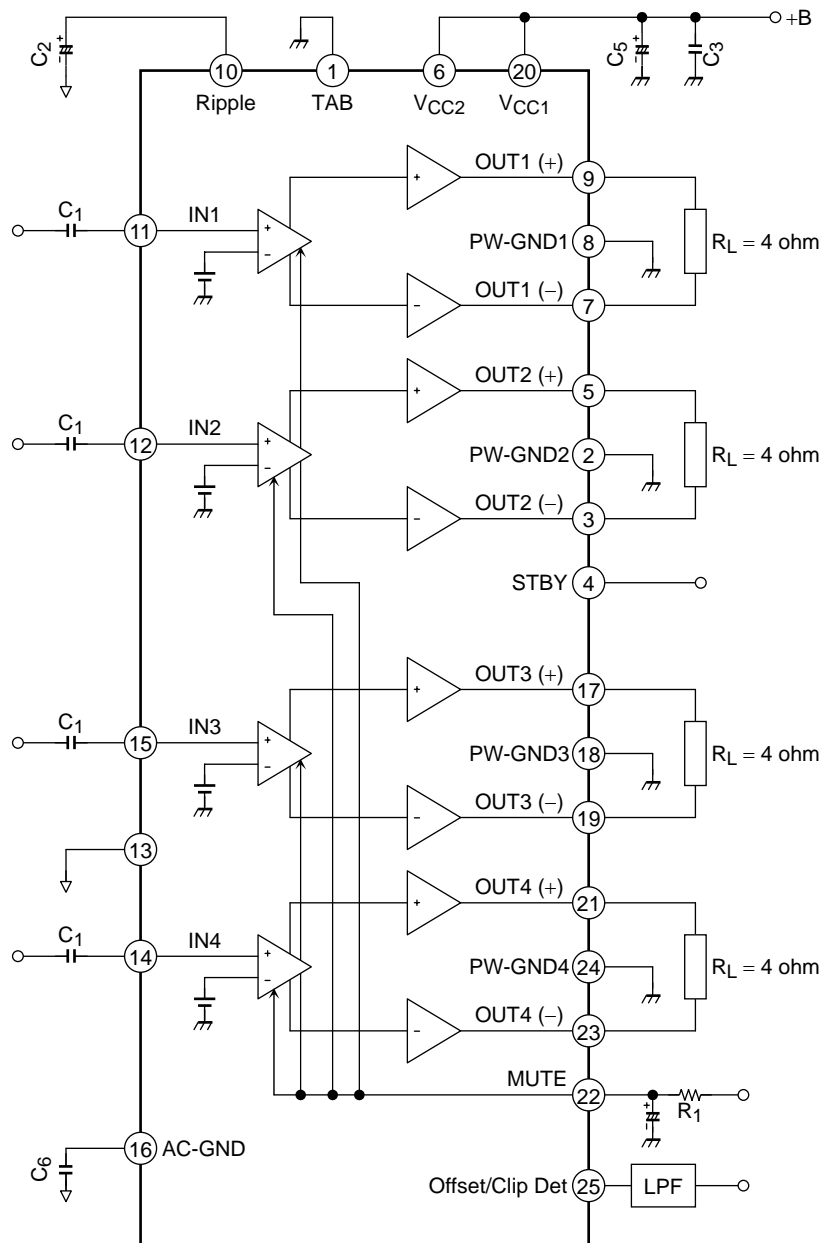 +B
C2 + -
C5 + -
C3
10 1 6 20
Ripple TAB VCC2 VCC1
OUT1 (+)
+ 9
C1
11 IN1 + -
PW-GND1 8
RL = 4 ohm
OUT1 (−)
- 7
OUT2 (+)
+ 5
C1
12 IN2 + -
PW-GND2 2
RL = 4 ohm
OUT2 (−)
- 3
STBY 4
OUT3 (+)
+ 17
C1
15 IN3 + -
PW-GND3 18
RL = 4 ohm
OUT3 (−)
- 19
13
OUT4 (+)
+ 21
C1
14 IN4 + -
PW-GND4 24
RL = 4 ohm
OUT4 (−)
- 23
MUTE 22
+ -
R1
C6
16 AC-GND
Offset/Clip Det 25 LPF